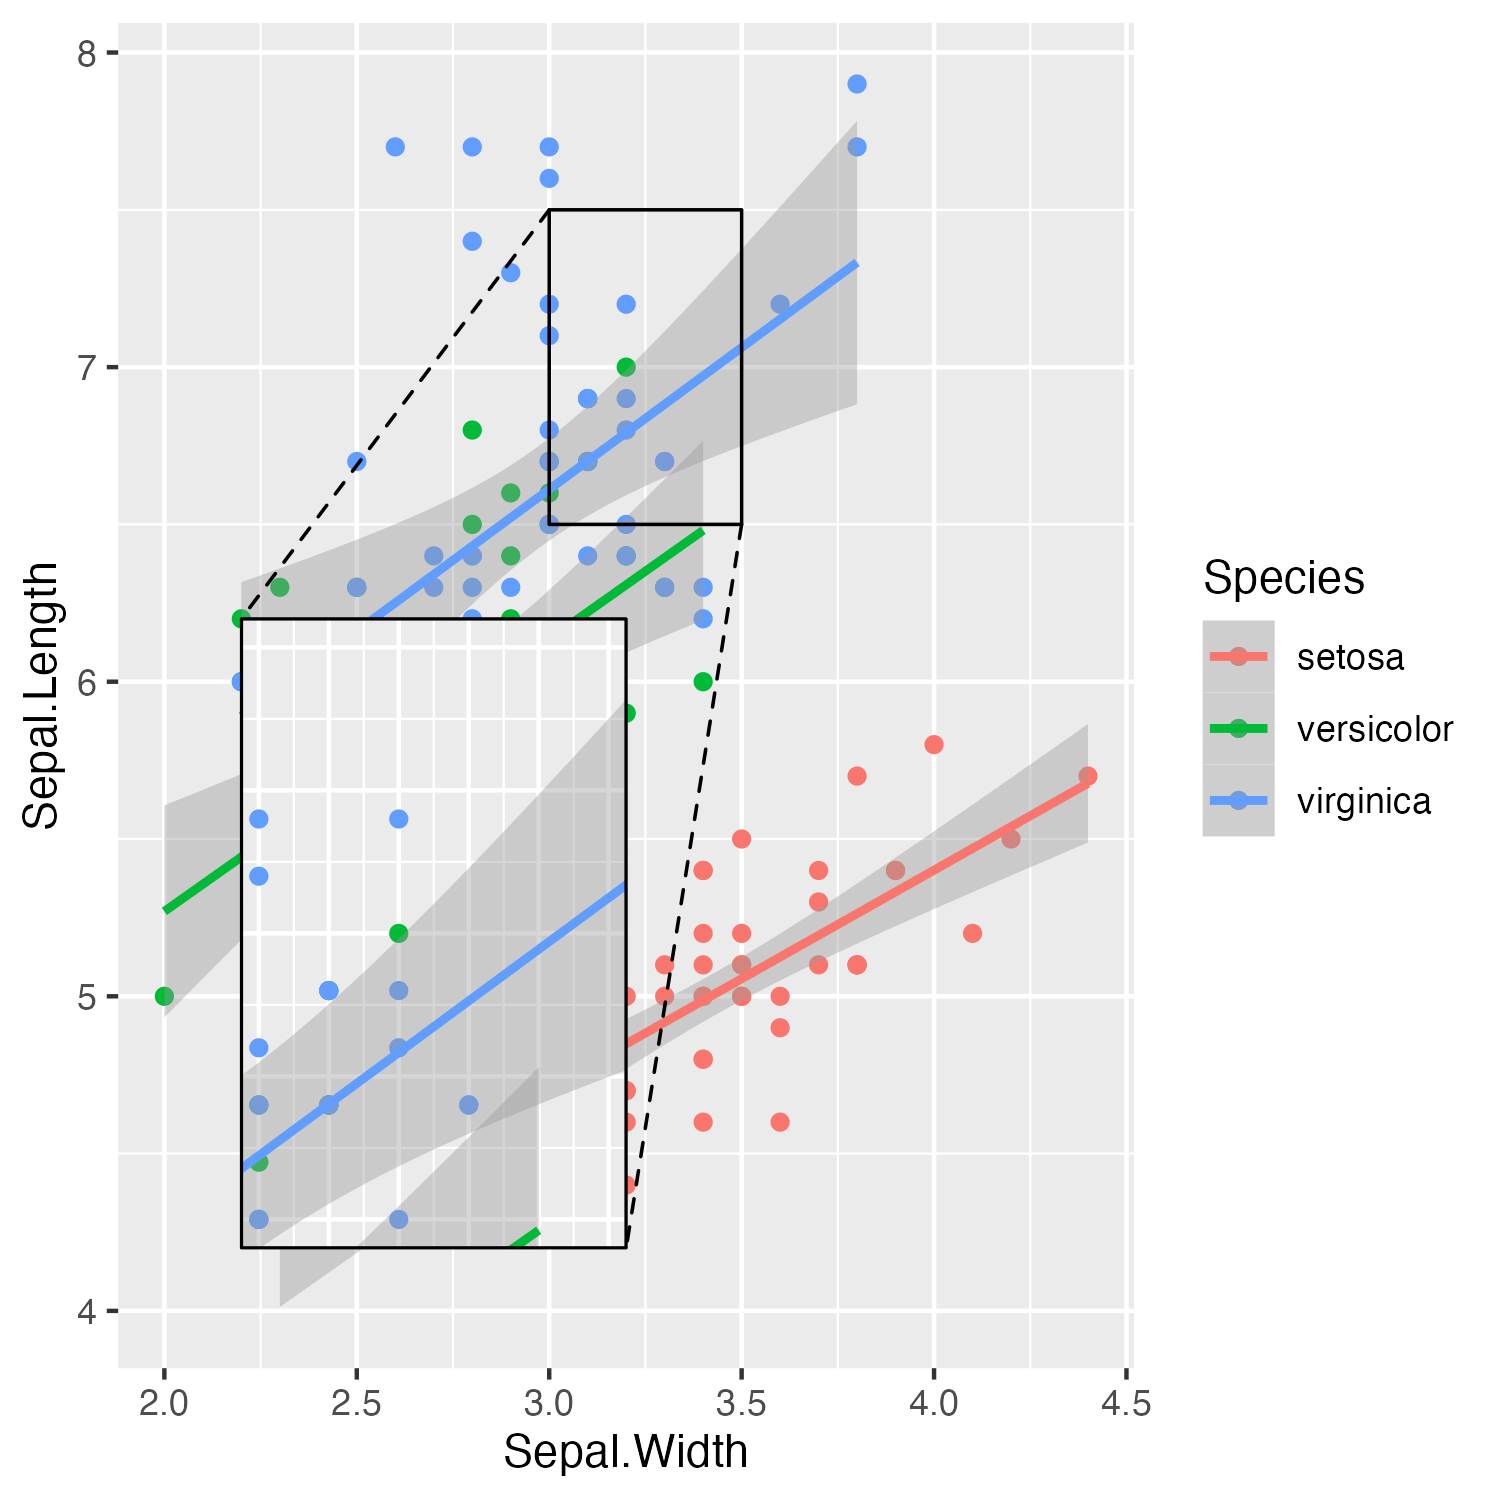 8
7
6
5
4
Sepal.Length
2.0 2.5 3.0 3.5 4.0 4.5
Sepal.Width
Species
setosa
versicolor
virginica